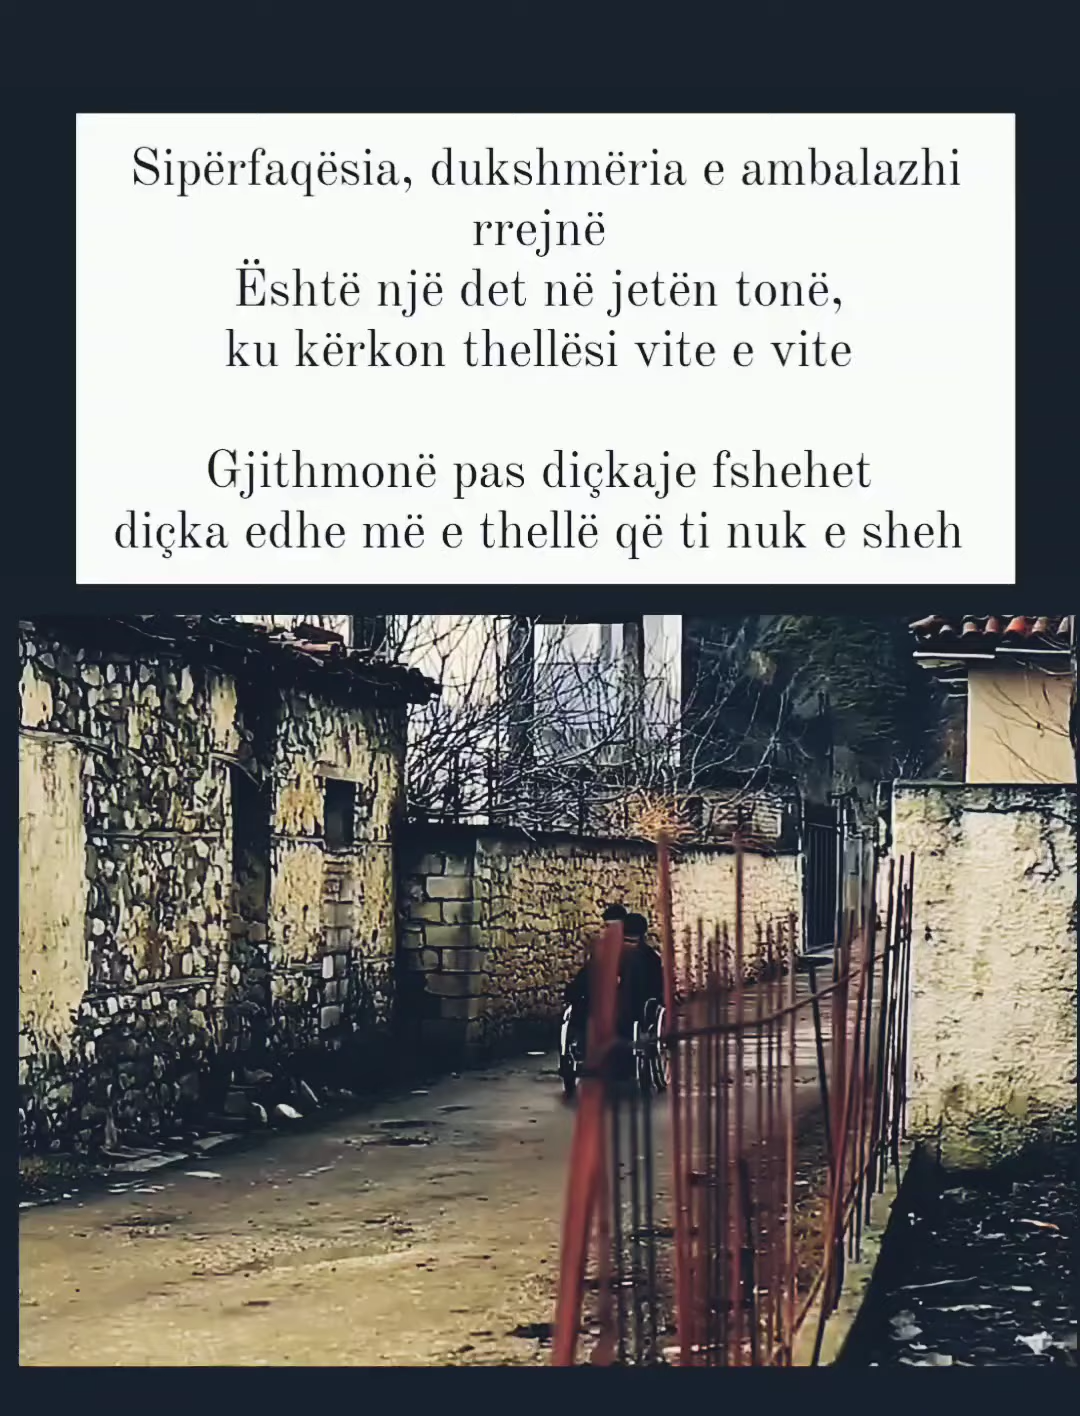 Sipërfaqësia, dukshmëria e ambalazhi
rrejnë
Është një det në jetën tonë,
ku kërkon thellësi vite e vite
Gjithmonë pas diçkaje fshehet
diçka edhe më e thellë që ti nuk e sheh